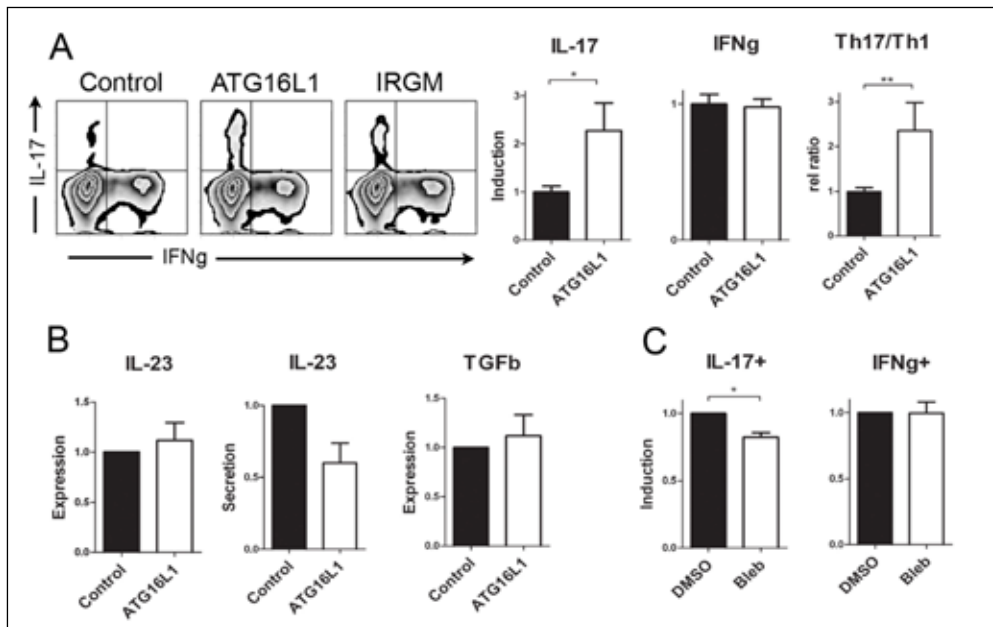 A
Control ATG16L1 IRGM
IL-17
IFNg
IL-17
*
Induction
3
2
1
0
Control
ATG16L1
IFNg
1
0
Control
ATG16L1
Th17/Th1
**
rel ratio
3
2
1
0
Control
ATG16L1
B
IL-23
Expression
1.5
1.0
0.5
0.0
Control
ATG16L1
IL-23
Secretion
1.0
0.5
0.0
Control
ATG16L1
TGFb
Expression
1.5
1.0
0.5
0.0
Control
ATG16L1
C
IL-17+
*
Induction
1.0
0.5
0.0
DMSO
Bleb
IFNg+
1.0
0.5
0.0
DMSO
Bleb